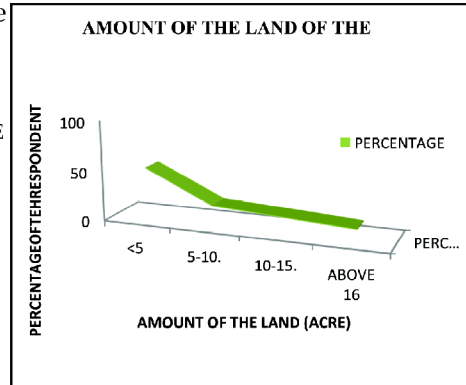 e
AMOUNT OF THE LAND OF THE
PERCENTAGEOFTEHRESPONDENT
100
50
0
PERCENTAGE
PERC...
<5
5-10.
10-15.
ABOVE
16
AMOUNT OF THE LAND (ACRE)